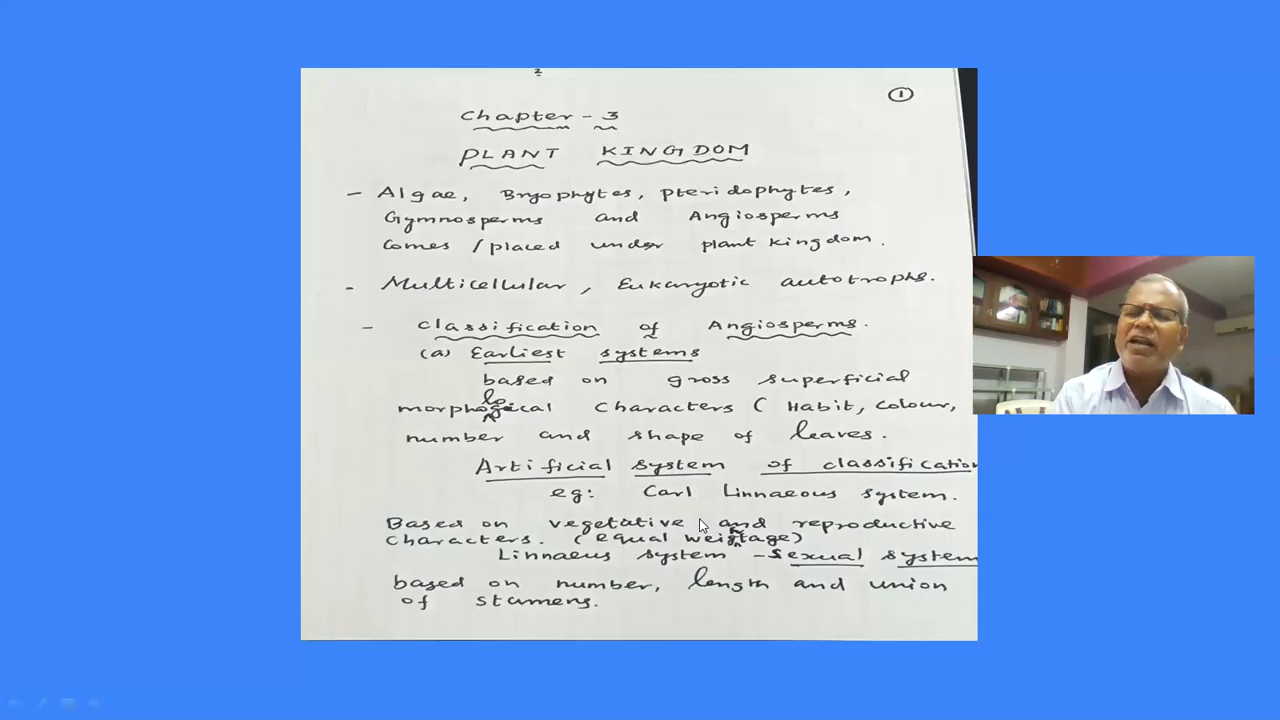 1
Chapter - 3
PLANT KINGDOM
- Algae, Bryophytes, Pteridophytes,
Gymnosperms and Angiosperms
Comes / placed under plant kingdom.
- Multicellular, Eukaryotic autotrophs.
- Classification of Angiosperms.
(a) Earliest systems
based on gross superficial
morphological characters ( Habit, colour,
number and shape of leaves.
Artificial system of classification
eg: Carl Linnaeous system.
Based on vegetative and reproductive
characters. (equal weigtage)
Linnaeus system - sexual system
based on number, length and union
of stamens.